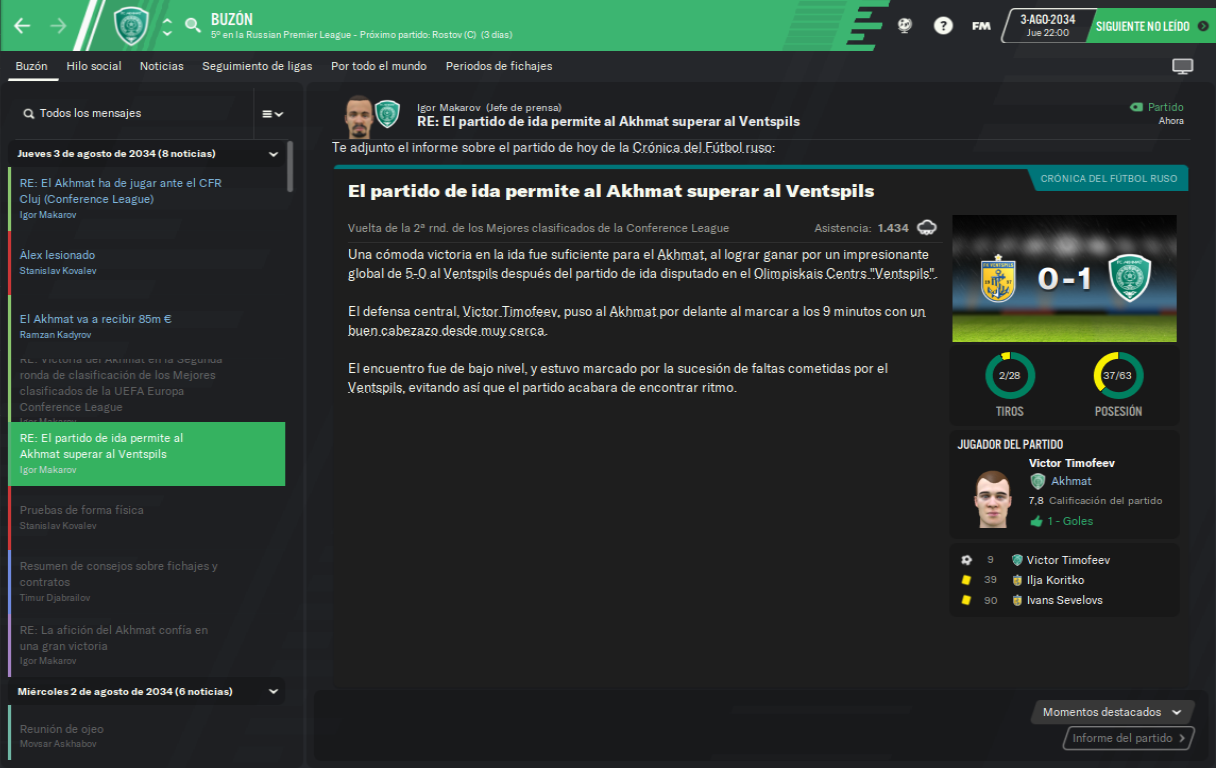 BUZÓN
5º en la Russian Premier League - Próximo partido: Rostov (C) (3 días)
FM
3-AGO-2034
Jue 22:00
SIGUIENTE NO LEÍDO
Buzón
Hilo social
Noticias
Seguimiento de ligas
Por todo el mundo
Periodos de fichajes
Todos los mensajes
Jueves 3 de agosto de 2034 (8 noticias)
RE: El Akhmat ha de jugar ante el CFR
Cluj (Conference League)
Igor Makarov
Àlex lesionado
Stanislav Kovalev
El Akhmat va a recibir 85m €
Ramzan Kadyrov
RE: Victoria del Akhmat en la Segunda
ronda de clasificación de los Mejores
clasificados de la UEFA Europa
Conference League
Igor Makarov
RE: El partido de ida permite al
Akhmat superar al Ventspils
Igor Makarov
Pruebas de forma física
Stanislav Kovalev
Resumen de consejos sobre fichajes y
contratos
Timur Djabrailov
RE: La afición del Akhmat confía en
una gran victoria
Igor Makarov
Miércoles 2 de agosto de 2034 (6 noticias)
Reunión de ojeo
Movsar Askhabov
Igor Makarov (Jefe de prensa)
RE: El partido de ida permite al Akhmat superar al Ventspils
Partido
Ahora
Te adjunto el informe sobre el partido de hoy de la Crónica del Fútbol ruso:
CRÓNICA DEL FÚTBOL RUSO
El partido de ida permite al Akhmat superar al Ventspils
Vuelta de la 2ª rnd. de los Mejores clasificados de la Conference League
Asistencia: 1.434
Una cómoda victoria en la ida fue suficiente para el Akhmat, al lograr ganar por un impresionante
global de 5-0 al Ventspils después del partido de ida disputado en el Olimpiskais Centrs "Ventspils".
El defensa central, Victor Timofeev, puso al Akhmat por delante al marcar a los 9 minutos con un
buen cabezazo desde muy cerca.
El encuentro fue de bajo nivel, y estuvo marcado por la sucesión de faltas cometidas por el
Ventspils, evitando así que el partido acabara de encontrar ritmo.
0-1
2/28
37/63
TIROS
POSESIÓN
JUGADOR DEL PARTIDO
Victor Timofeev
Akhmat
7,8 Calificación del partido
1 - Goles
9 Victor Timofeev
39 Ilja Koritko
90 Ivans Sevelovs
Momentos destacados
Informe del partido